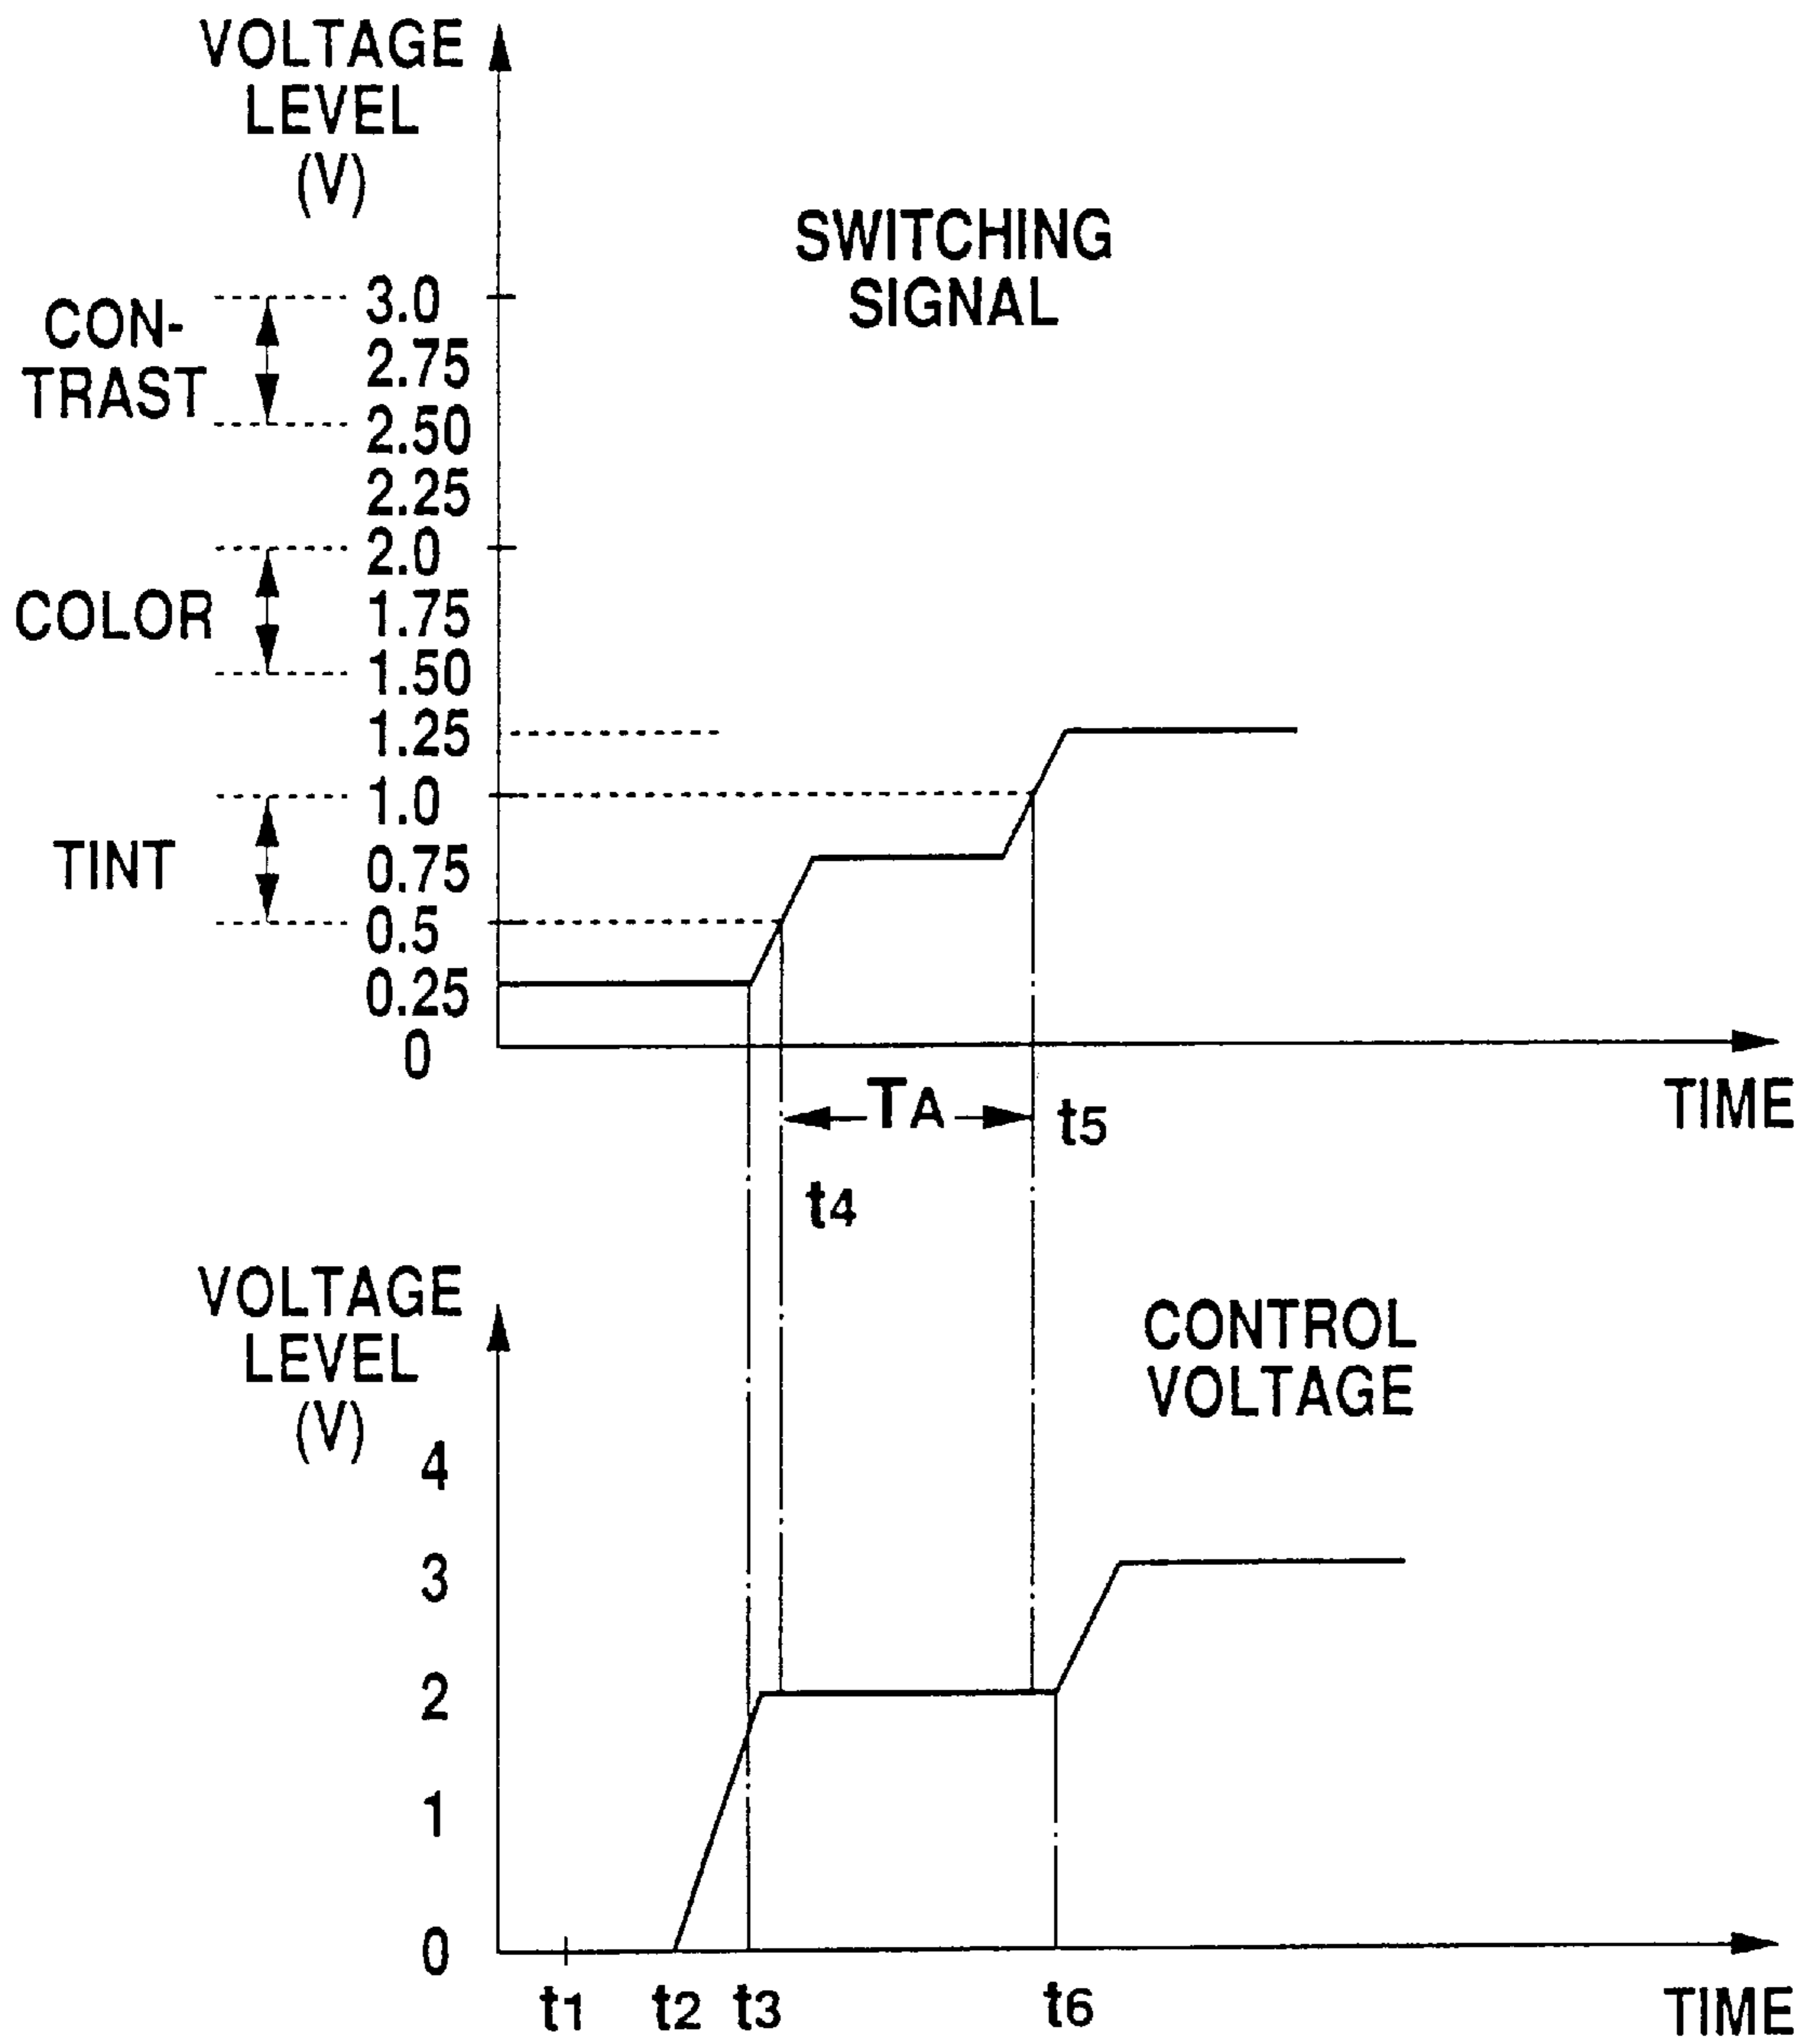 VOLTAGE
LEVEL
(V)
SWITCHING
SIGNAL
CON-
TRAST
3.0
2.75
2.50
2.25
COLOR
2.0
1.75
1.50
1.25
TINT
1.0
0.75
0.5
0.25
0
TA
t5
TIME
t4
VOLTAGE
LEVEL
(V)
CONTROL
VOLTAGE
4
3
2
1
0
t1 t2 t3 t6
TIME